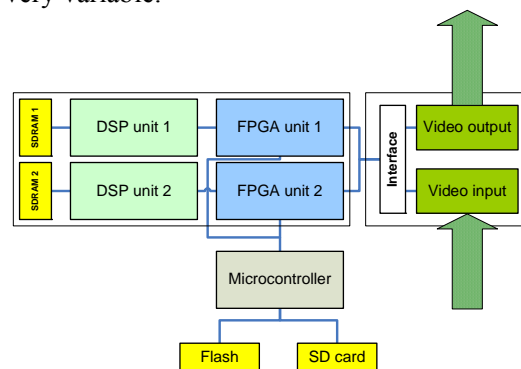 very variable.
SDRAM 1
DSP unit 1
FPGA unit 1
Interface
Video output
SDRAM 2
DSP unit 2
FPGA unit 2
Video input
Microcontroller
Flash
SD card